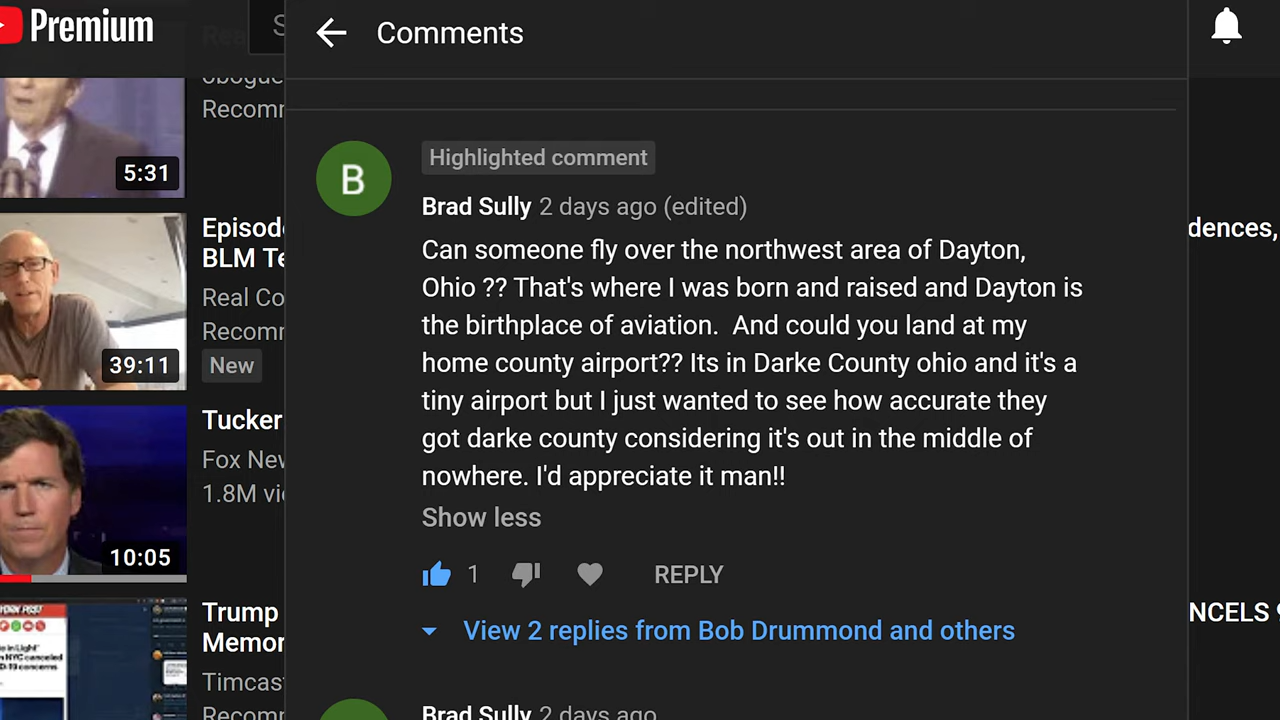 Premium
S
Comments
obogue
Recomm
5:31
Highlighted comment
B
Brad Sully 2 days ago (edited)
Can someone fly over the northwest area of Dayton,
Ohio ?? That's where I was born and raised and Dayton is
the birthplace of aviation. And could you land at my
home county airport?? Its in Darke County ohio and it's a
tiny airport but I just wanted to see how accurate they
got darke county considering it's out in the middle of
nowhere. I'd appreciate it man!!
Show less
1
REPLY
View 2 replies from Bob Drummond and others
Brad Sully 2 days ago
Episode
BLM Te
Real Co
Recomm
New
39:11
Tucker
Fox New
1.8M vi
10:05
Trump
Memor
Timcast
Recomm
dences,
NCELS